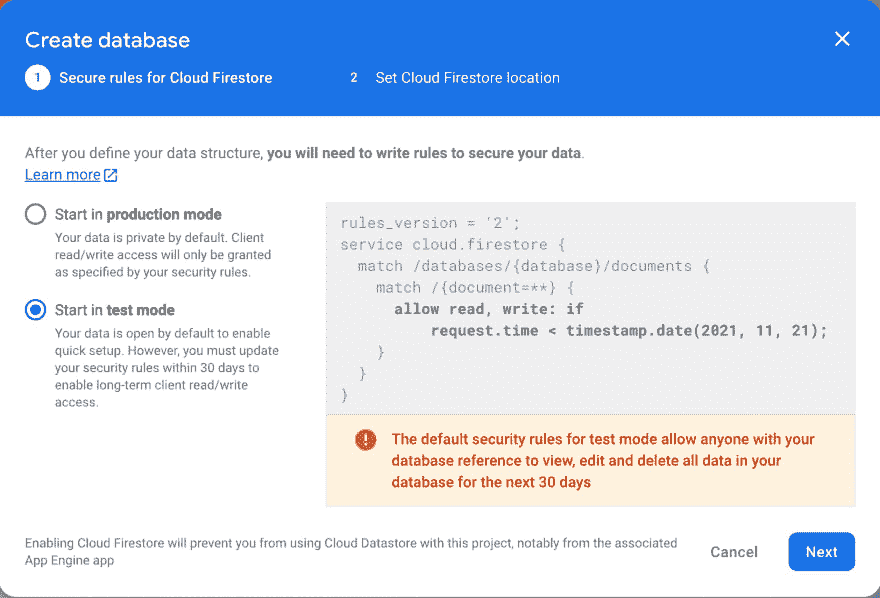 Create database
1 Secure rules for Cloud Firestore
2 Set Cloud Firestore location
After you define your data structure, you will need to write rules to secure your data.
Learn more
Start in production mode
Your data is private by default. Client
read/write access will only be granted
as specified by your security rules.
Start in test mode
Your data is open by default to enable
quick setup. However, you must update
your security rules within 30 days to
enable long-term client read/write
access.
rules_version = '2';
service cloud.firestore {
  match /databases/{database}/documents {
    match /{document=**} {
      allow read, write: if
          request.time < timestamp.date(2021, 11, 21);
    }
  }
}
The default security rules for test mode allow anyone with your
database reference to view, edit and delete all data in your
database for the next 30 days
Enabling Cloud Firestore will prevent you from using Cloud Datastore with this project, notably from the associated
App Engine app
Cancel
Next